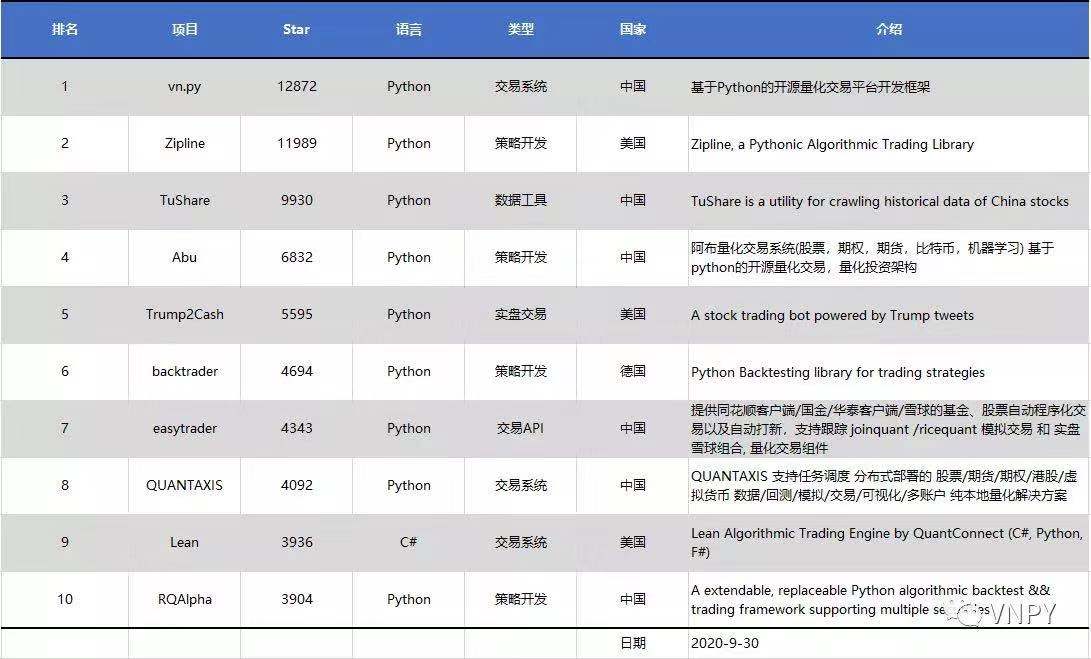 排名 项目 Star 语言 类型 国家 介绍
1 vn.py 12872 Python 交易系统 中国 基于Python的开源量化交易平台开发框架
2 Zipline 11989 Python 策略开发 美国 Zipline, a Pythonic Algorithmic Trading Library
3 TuShare 9930 Python 数据工具 中国 TuShare is a utility for crawling historical data of China stocks
4 Abu 6832 Python 策略开发 中国 阿布量化交易系统(股票，期权，期货，比特币，机器学习) 基于
python的开源量化交易，量化投资架构
5 Trump2Cash 5595 Python 实盘交易 美国 A stock trading bot powered by Trump tweets
6 backtrader 4694 Python 策略开发 德国 Python Backtesting library for trading strategies
7 easytrader 4343 Python 交易API 中国 提供同花顺客户端/国金/华泰客户端/雪球的基金、股票自动程序化交
易以及自动打新，支持跟踪 joinquant /ricequant 模拟交易 和 实盘
雪球组合, 量化交易组件
8 QUANTAXIS 4092 Python 交易系统 中国 QUANTAXIS 支持任务调度 分布式部署的 股票/期货/期权/港股/虚
拟货币 数据/回测/模拟/交易/可视化/多账户 纯本地量化解决方案
9 Lean 3936 C# 交易系统 美国 Lean Algorithmic Trading Engine by QuantConnect (C#, Python,
F#)
10 RQAlpha 3904 Python 策略开发 中国 A extendable, replaceable Python algorithmic backtest &&
trading framework supporting multiple
VNPY
日期 2020-9-30